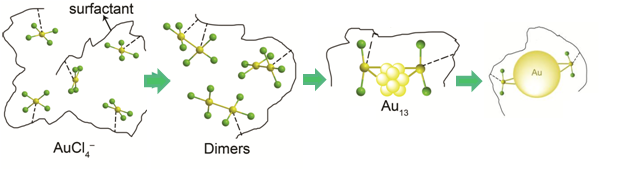 surfactant
AuCl₄⁻
Dimers
Au₁₃
Au